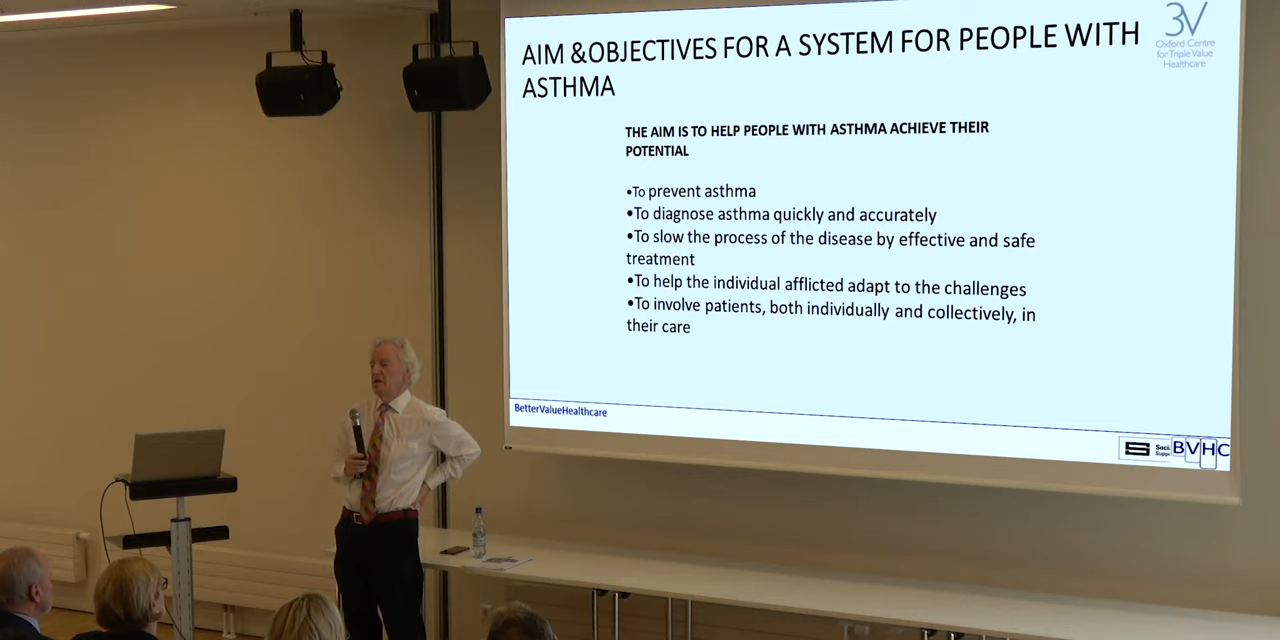 AIM &OBJECTIVES FOR A SYSTEM FOR PEOPLE WITH
ASTHMA
3V
Oxford Centre
for Triple Value
Healthcare
THE AIM IS TO HELP PEOPLE WITH ASTHMA ACHIEVE THEIR
POTENTIAL
•To prevent asthma
•To diagnose asthma quickly and accurately
•To slow the process of the disease by effective and safe
treatment
•To help the individual afflicted adapt to the challenges
•To involve patients, both individually and collectively, in
their care
BetterValueHealthcare
BVHC